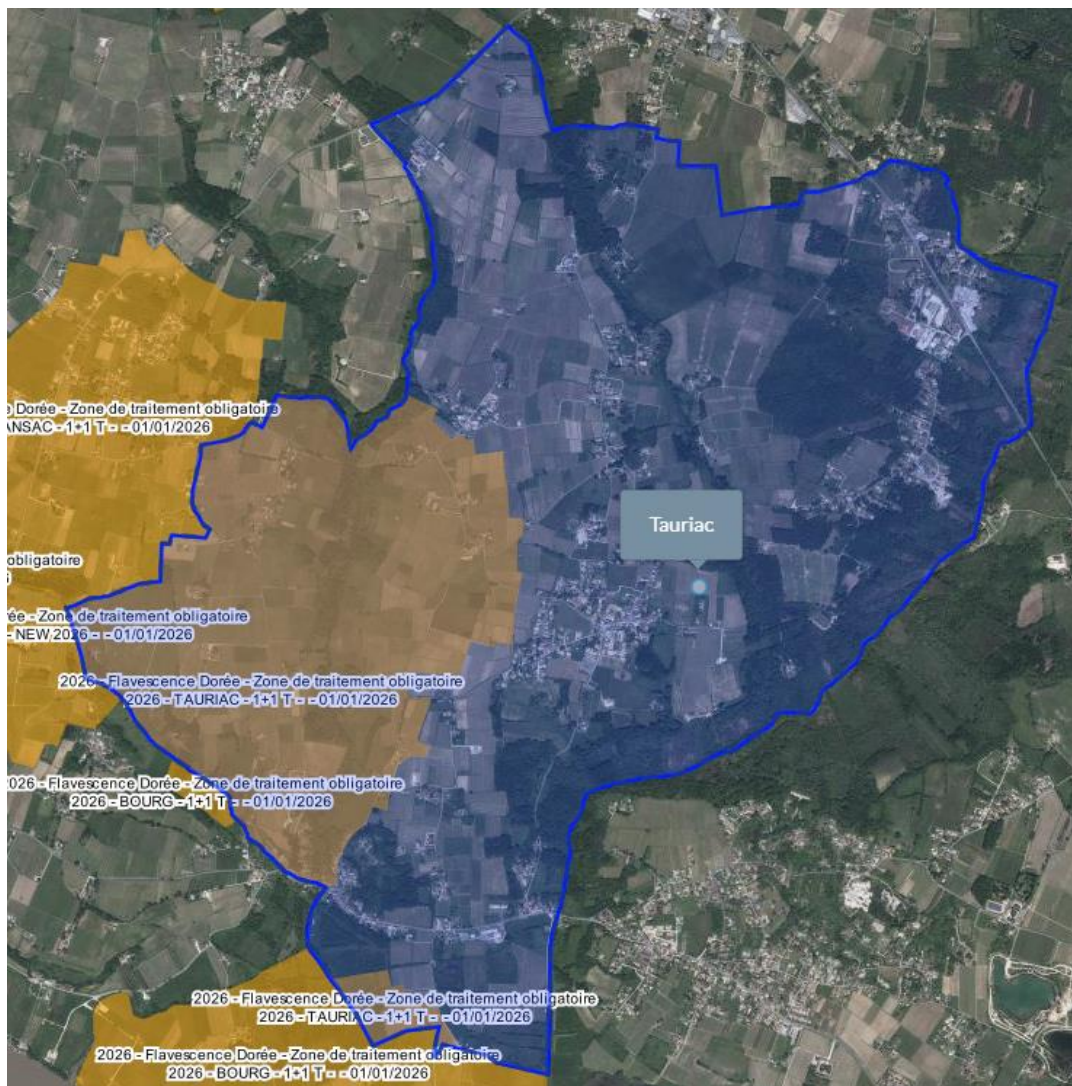 e Dorée - Zone de traitement obligatoire
ANSAC - 1+1 T - - 01/01/2026
Tauriac
obligatoire
rée - Zone de traitement obligatoire
- NEW 2026 - - 01/01/2026
2026 - Flavescence Dorée - Zone de traitement obligatoire
2026 - TAURIAC - 1+1 T - - 01/01/2026
2026 - Flavescence Dorée - Zone de traitement obligatoire
2026 - BOURG - 1+1 T - - 01/01/2026
2026 - Flavescence Dorée - Zone de traitement obligatoire
2026 - TAURIAC - 1+1 T - - 01/01/2026
2026 - Flavescence Dorée - Zone de traitement obligatoire
2026 - BOURG - 1+1 T - - 01/01/2026